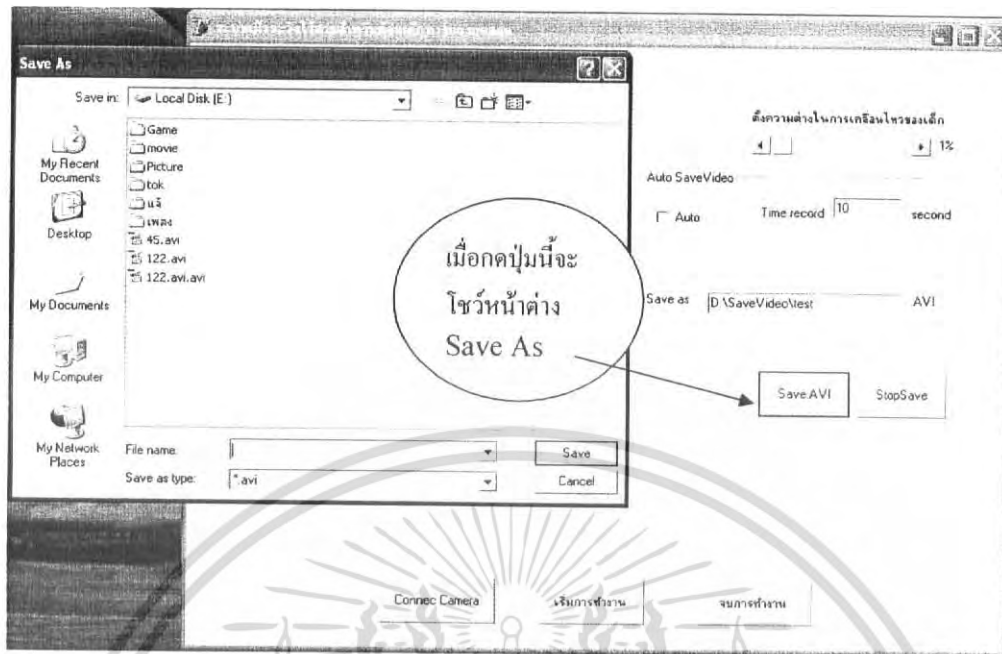 Save As
Save in:
Local Disk (E:)
My Recent Documents
Desktop
My Documents
My Computer
My Network Places
Game
movie
Picture
tok
แจ้
เพลง
45.avi
122.avi
122.avi.avi
File name:
Save as type:
*.avi
Save
Cancel
เมื่อกดปุ่มนี้จะ
โชว์หน้าต่าง
Save As
ตั้งความต่างในการเคลื่อนไหวของเด็ก
1%
Auto SaveVideo
Auto
Time record
10
second
Save as
D:\SaveVideo\test
AVI
Save.AVI
StopSave
Connec Camera
เริ่มการทำงาน
จบการทำงาน